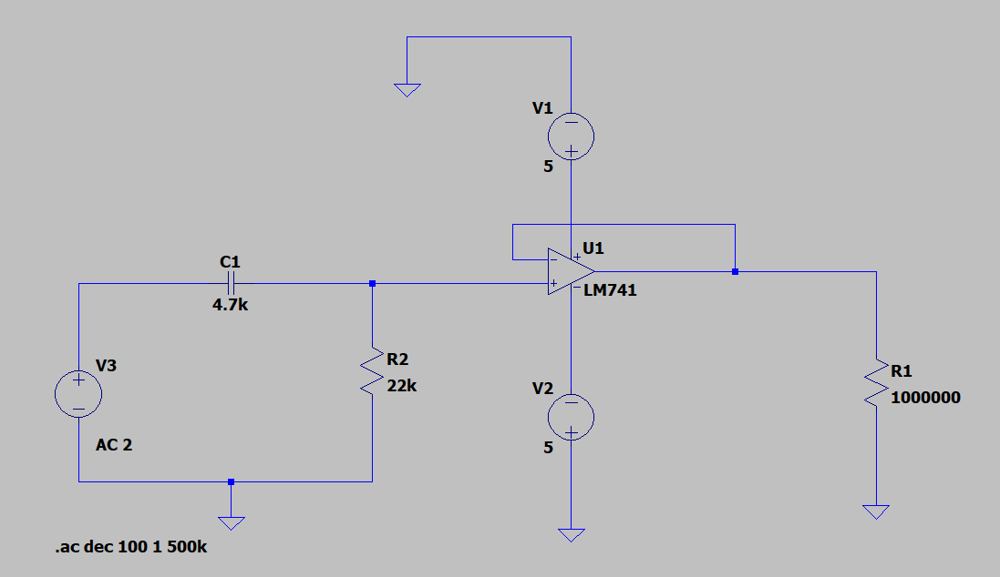 V1
5
U1
LM741
C1
4.7k
V3
AC 2
R2
22k
V2
5
R1
1000000
.ac dec 100 1 500k